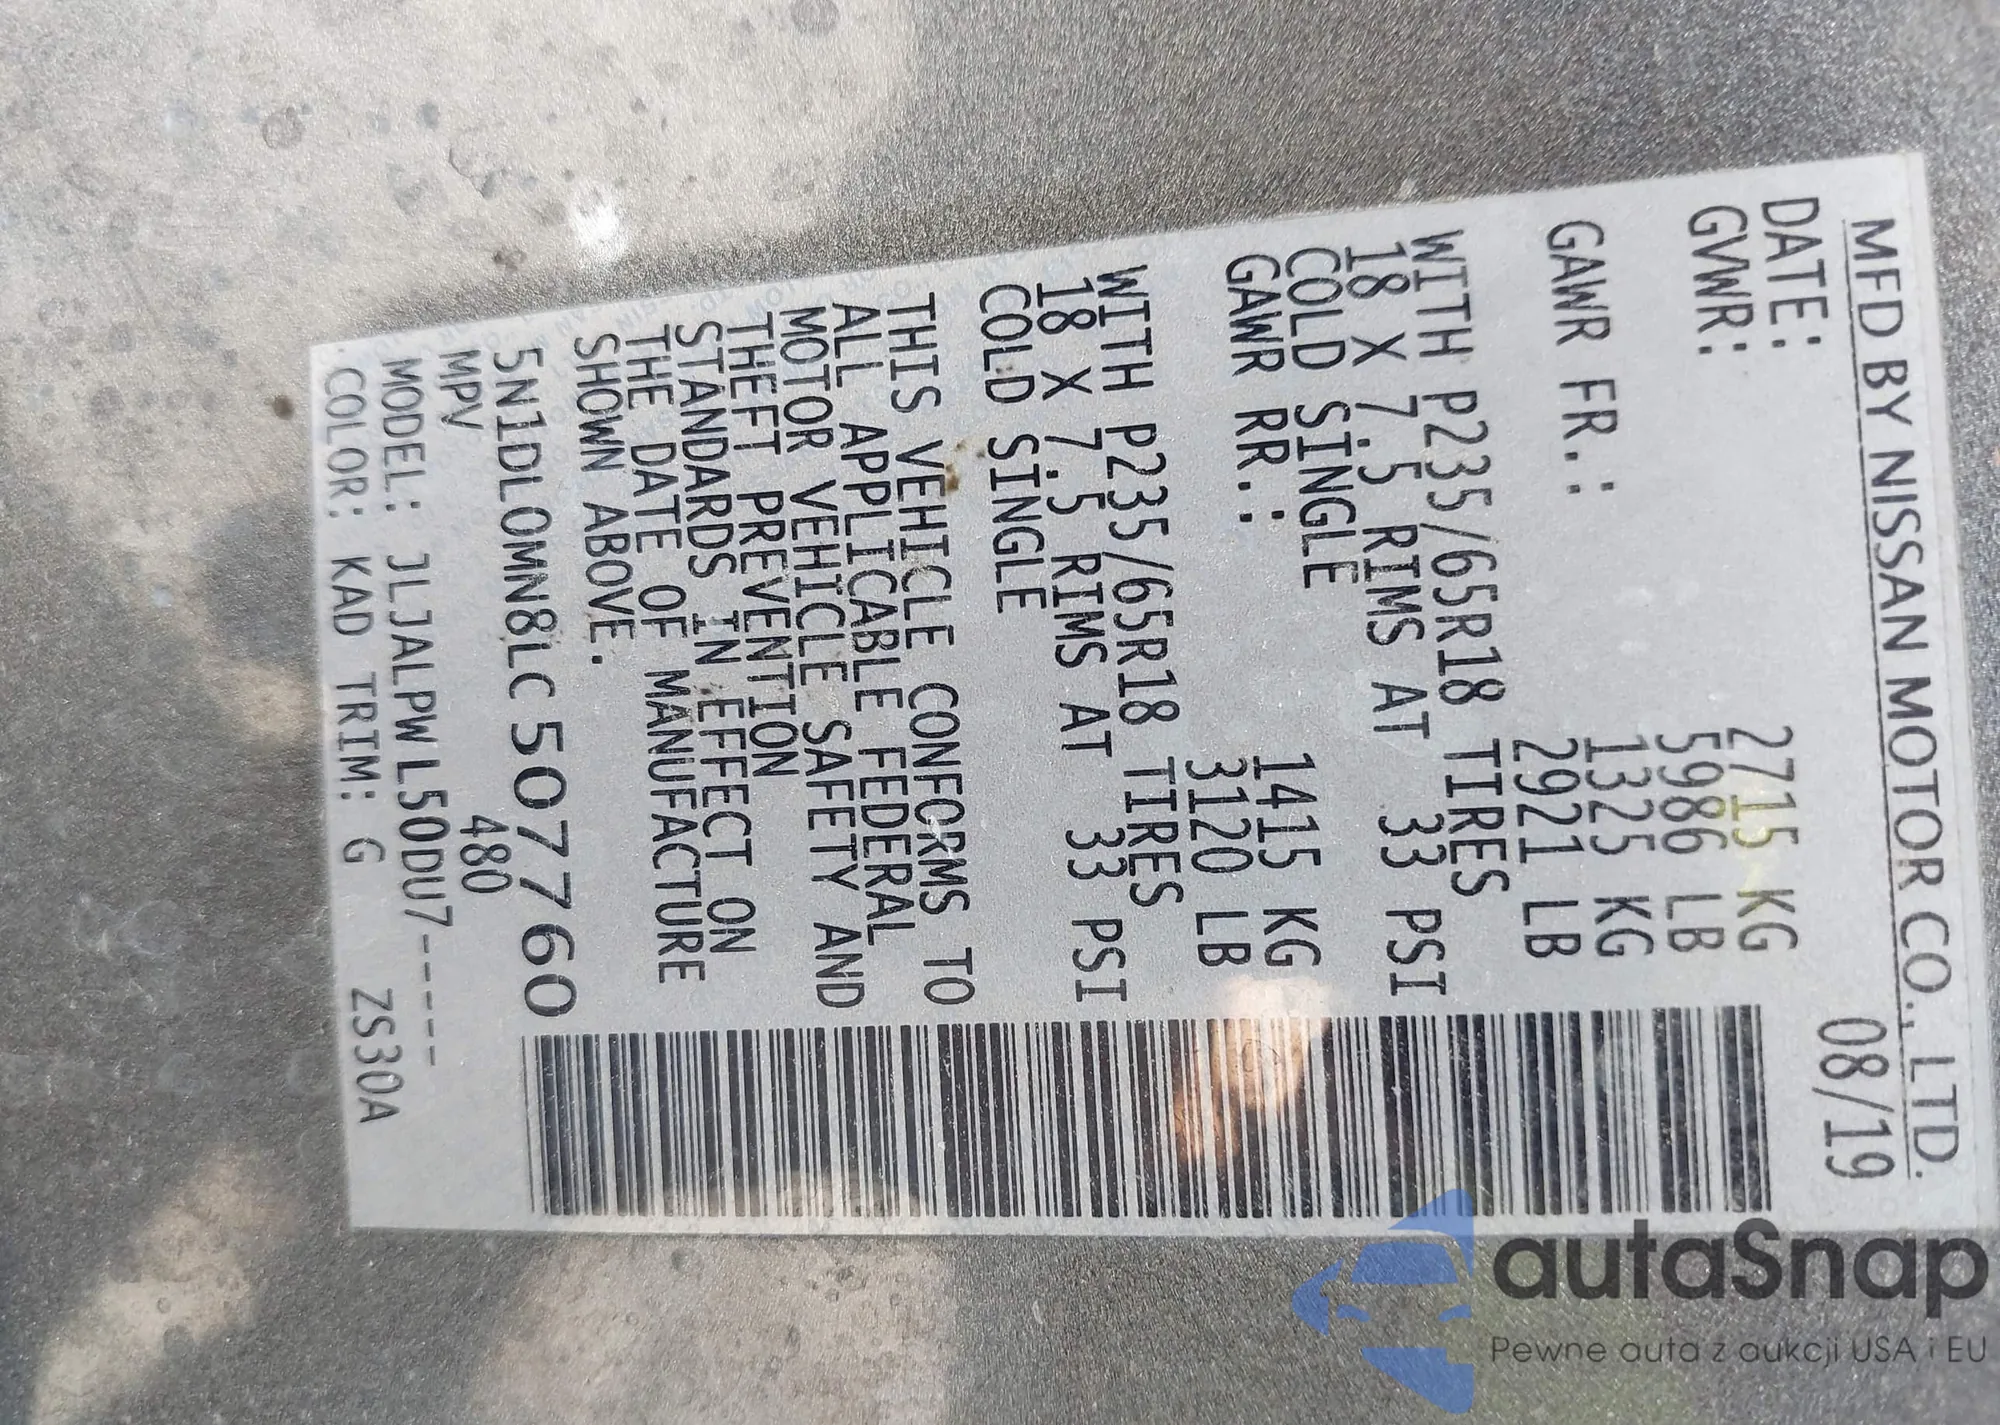 MFD BY NISSAN MOTOR CO., LTD.
DATE: 08/19
GVWR: 2715 KG
5986 LB
GAWR FR.: 1325 KG
2921 LB
WITH P235/65R18 TIRES
18 X 7.5 RIMS AT 33 PSI
COLD SINGLE
GAWR RR.: 1415 KG
3120 LB
WITH P235/65R18 TIRES
18 X 7.5 RIMS AT 33 PSI
COLD SINGLE
THIS VEHICLE CONFORMS TO
ALL APPLICABLE FEDERAL
MOTOR VEHICLE SAFETY AND
THEFT PREVENTION
STANDARDS IN EFFECT ON
THE DATE OF MANUFACTURE
SHOWN ABOVE.
5N1DL0MN8LC507760
MPV 480
MODEL: JLJALPWL50DU7-----
COLOR: KAD TRIM: G ZS30A
autaSnap
Pewne auta z aukcji USA i EU